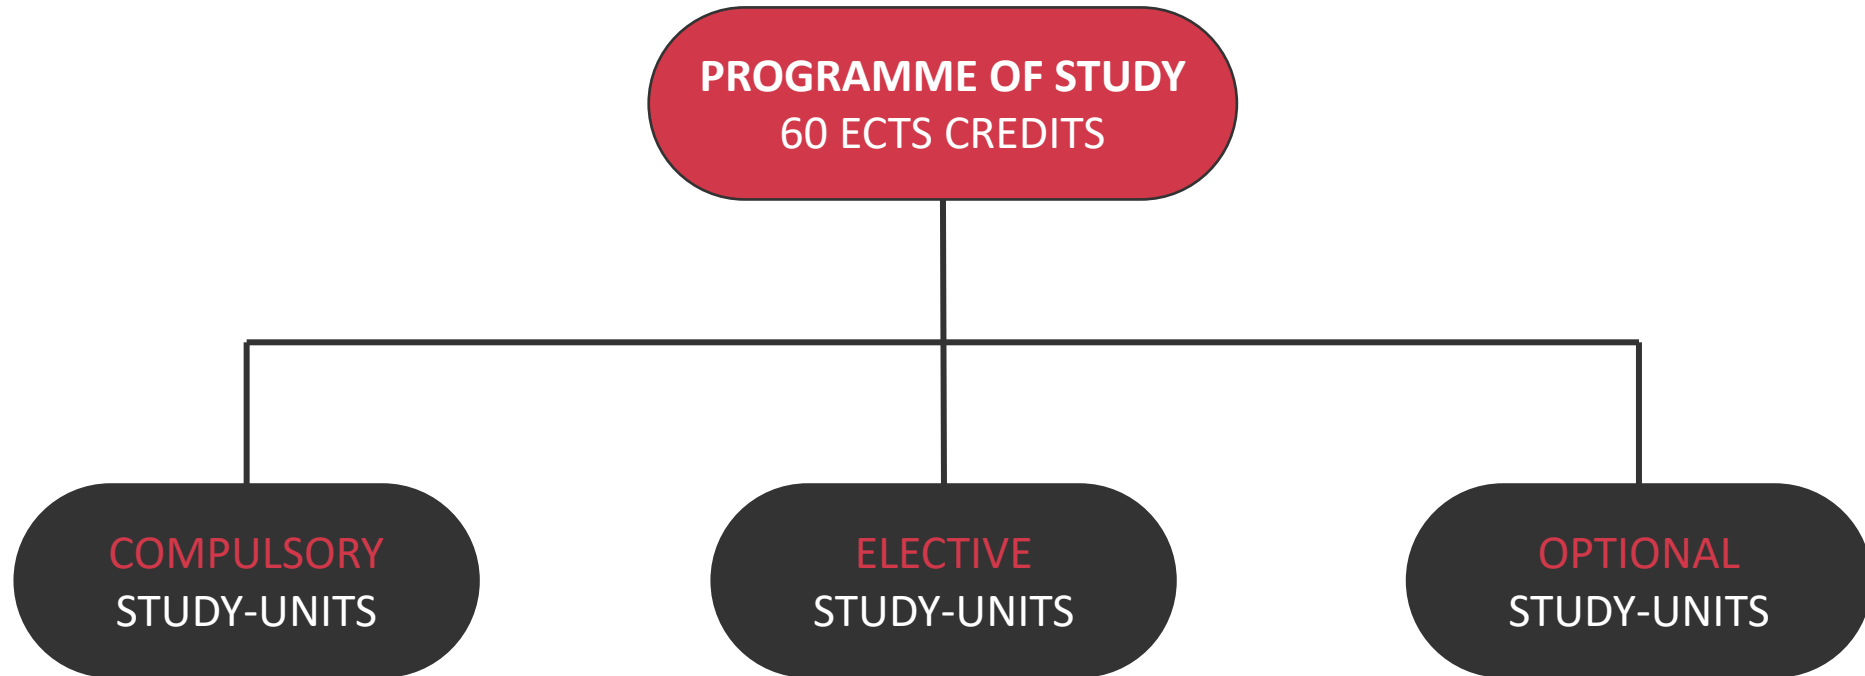 PROGRAMME OF STUDY
60 ECTS CREDITS
COMPULSORY
STUDY-UNITS
ELECTIVE
STUDY-UNITS
OPTIONAL
STUDY-UNITS